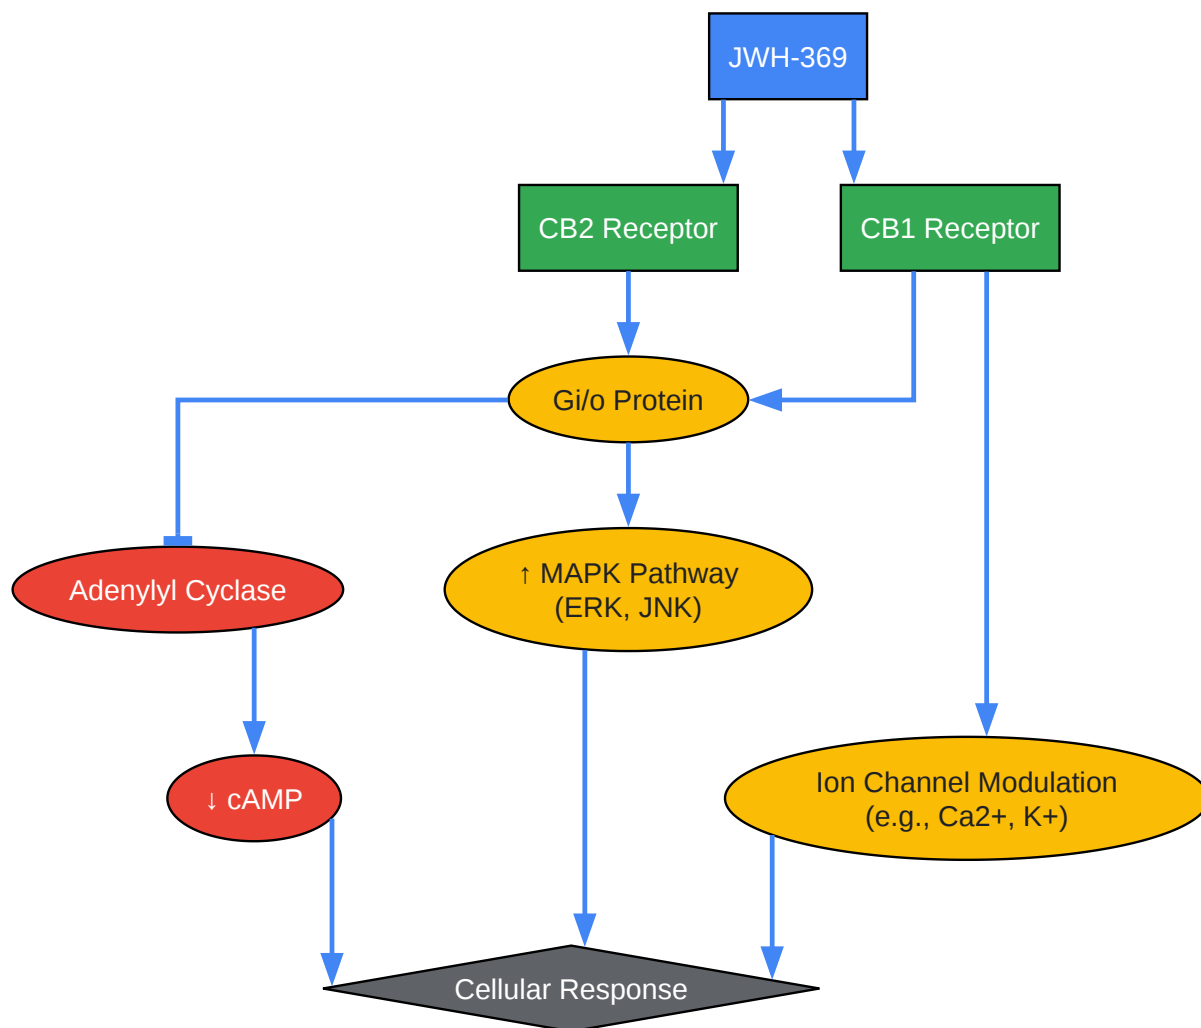 JWH-369
CB2 Receptor
CB1 Receptor
Gi/o Protein
Adenylyl Cyclase
↑ MAPK Pathway
(ERK, JNK)
↓ cAMP
Ion Channel Modulation
(e.g., Ca2+, K+)
Cellular Response